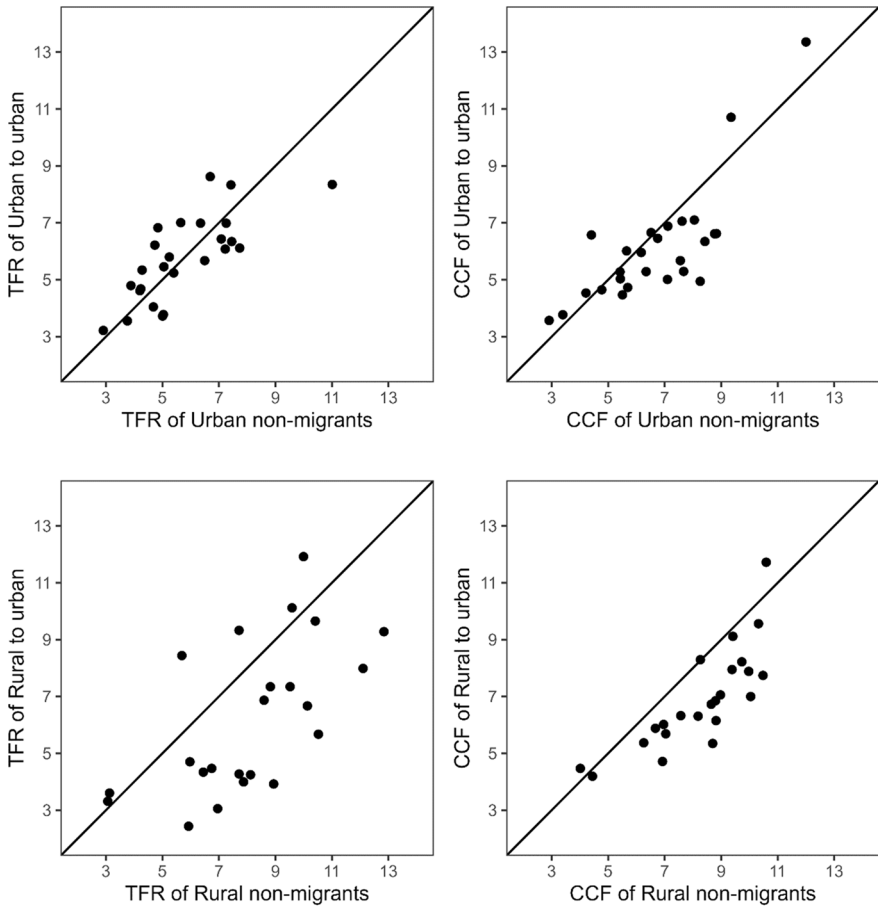 13
11
9
7
5
3
TFR of Urban to urban
3 5 7 9 11 13
TFR of Urban non-migrants
13
11
9
7
5
3
CCF of Urban to urban
3 5 7 9 11 13
CCF of Urban non-migrants
13
11
9
7
5
3
TFR of Rural to urban
3 5 7 9 11 13
TFR of Rural non-migrants
13
11
9
7
5
3
CCF of Rural to urban
3 5 7 9 11 13
CCF of Rural non-migrants